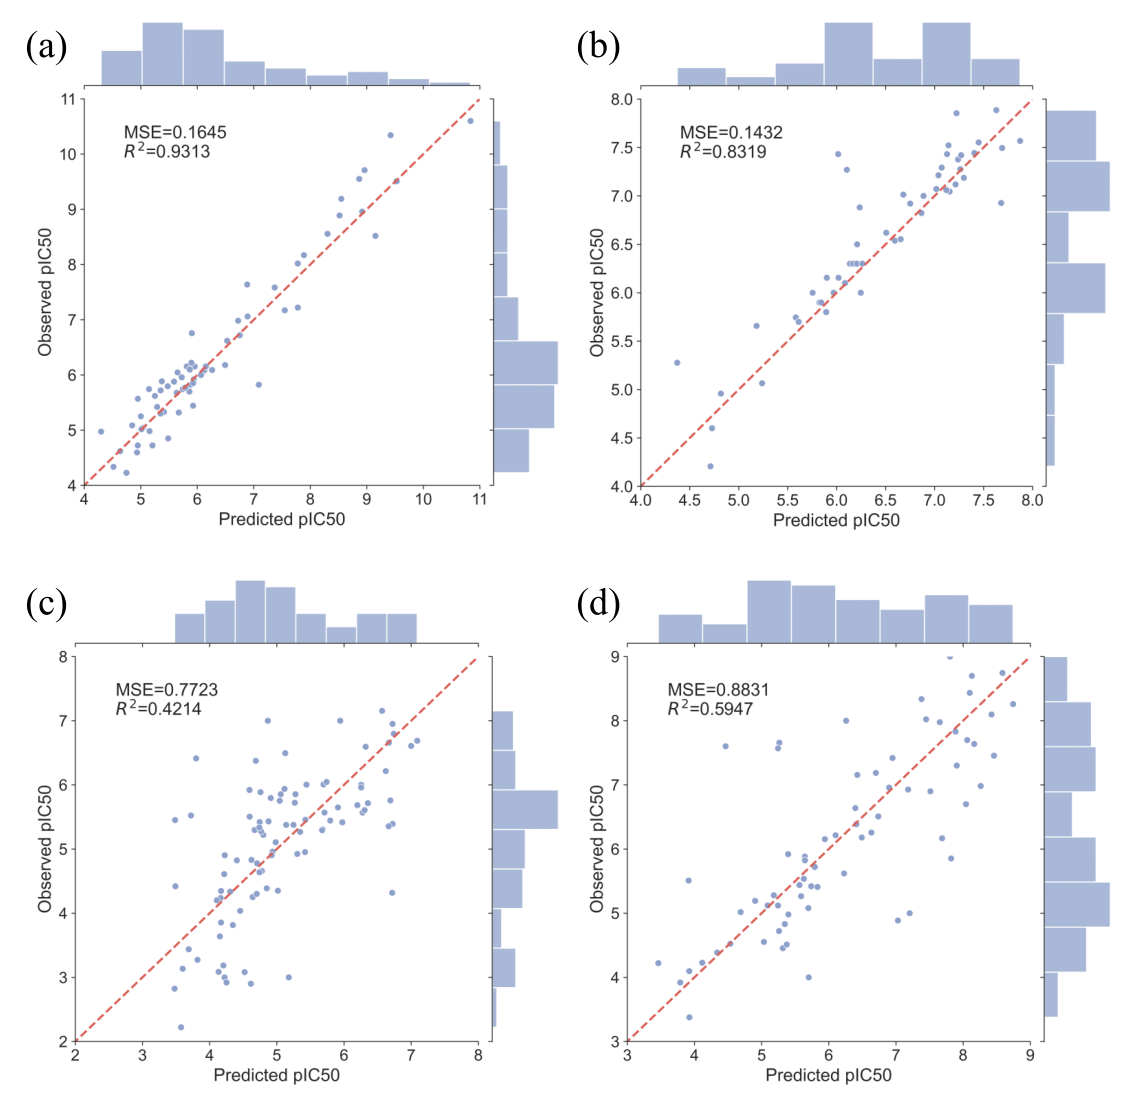 (a)
MSE=0.1645
R²=0.9313
11
10
9
8
7
6
5
4
Observed pIC50
4 5 6 7 8 9 10 11
Predicted pIC50
(b)
MSE=0.1432
R²=0.8319
8.0
7.5
7.0
6.5
6.0
5.5
5.0
4.5
4.0
Observed pIC50
4.0 4.5 5.0 5.5 6.0 6.5 7.0 7.5 8.0
Predicted pIC50
(c)
MSE=0.7723
R²=0.4214
8
7
6
5
4
3
2
Observed pIC50
2 3 4 5 6 7 8
Predicted pIC50
(d)
MSE=0.8831
R²=0.5947
9
8
7
6
5
4
3
Observed pIC50
3 4 5 6 7 8 9
Predicted pIC50